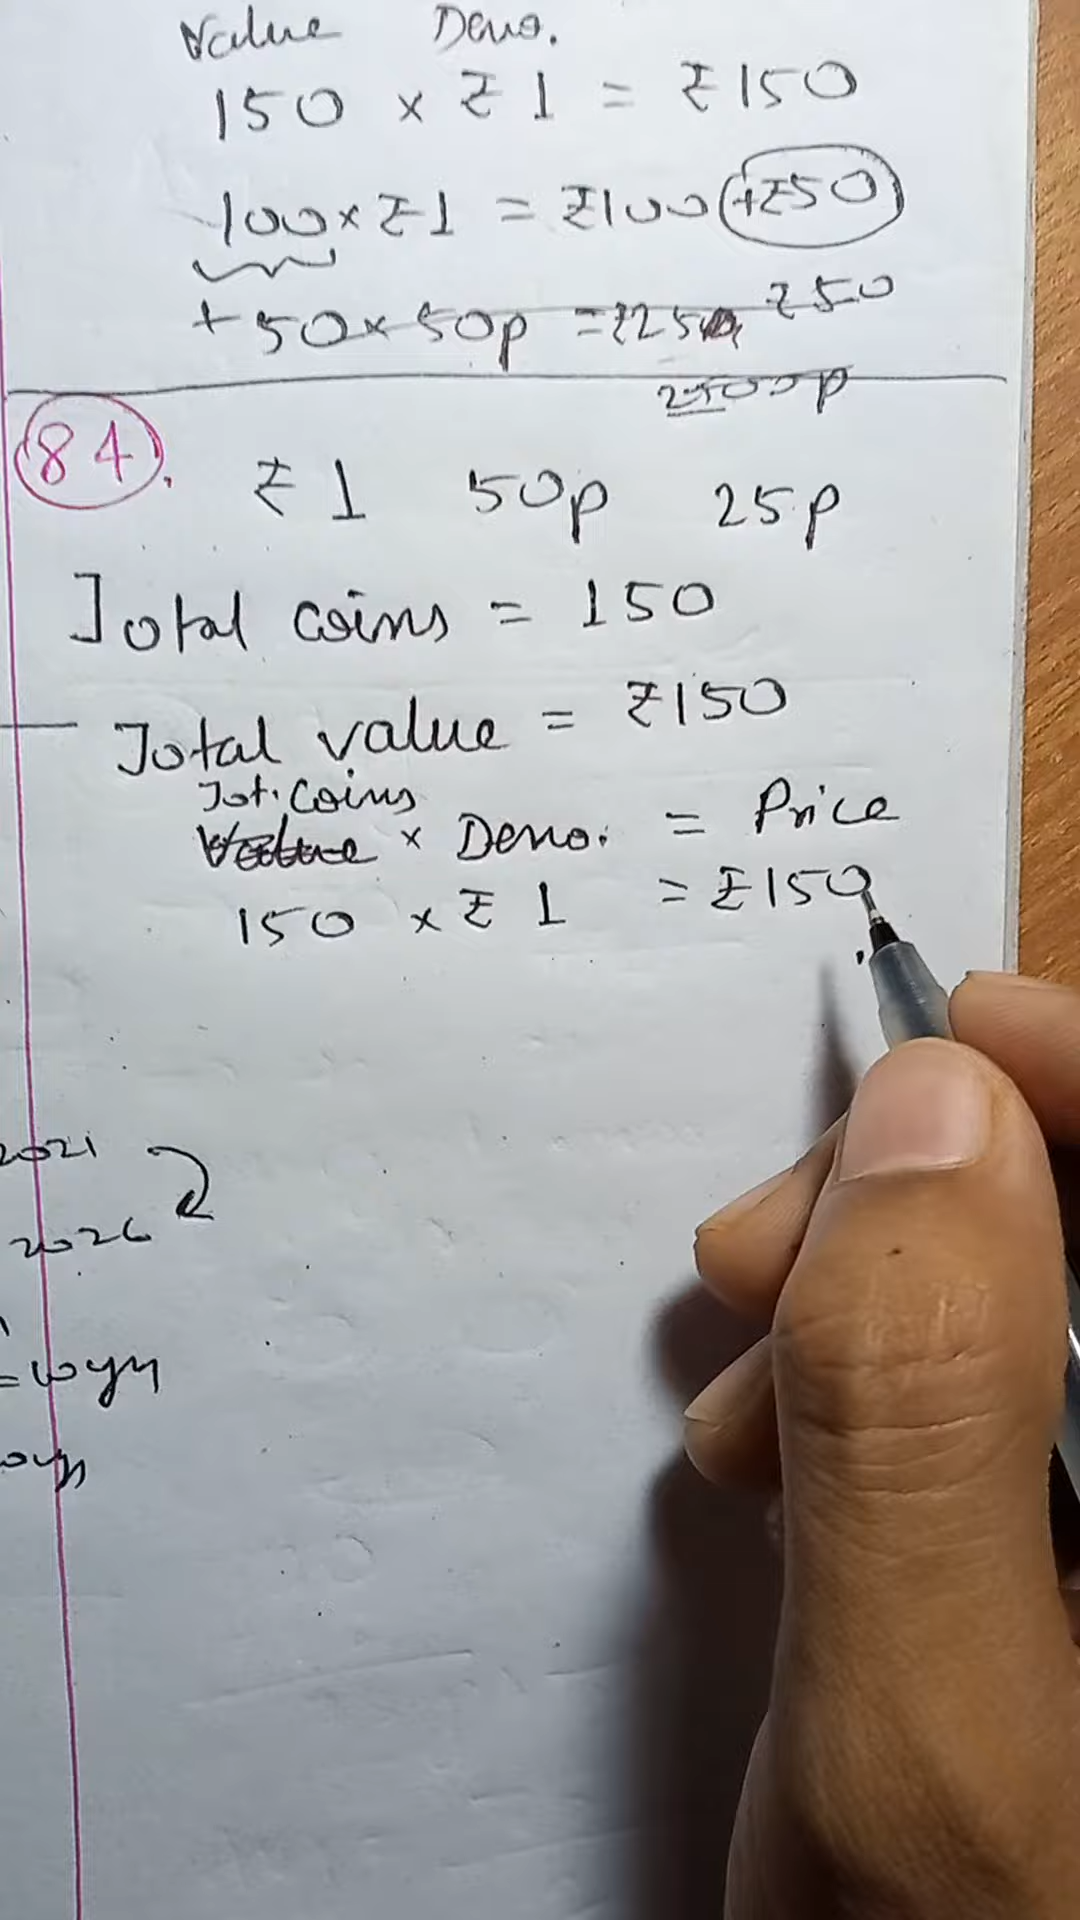 Value Deno.
150 × ₹ 1 = ₹150
100 × ₹1 = ₹100 +₹50
+ 50 × 50p = ₹25 ₹50
2500p
84.
₹ 1 50p 25p
Total coins = 150
Total value = ₹150
Tot. Coins
Value × Deno. = Price
150 × ₹ 1 = ₹150
2021
2026